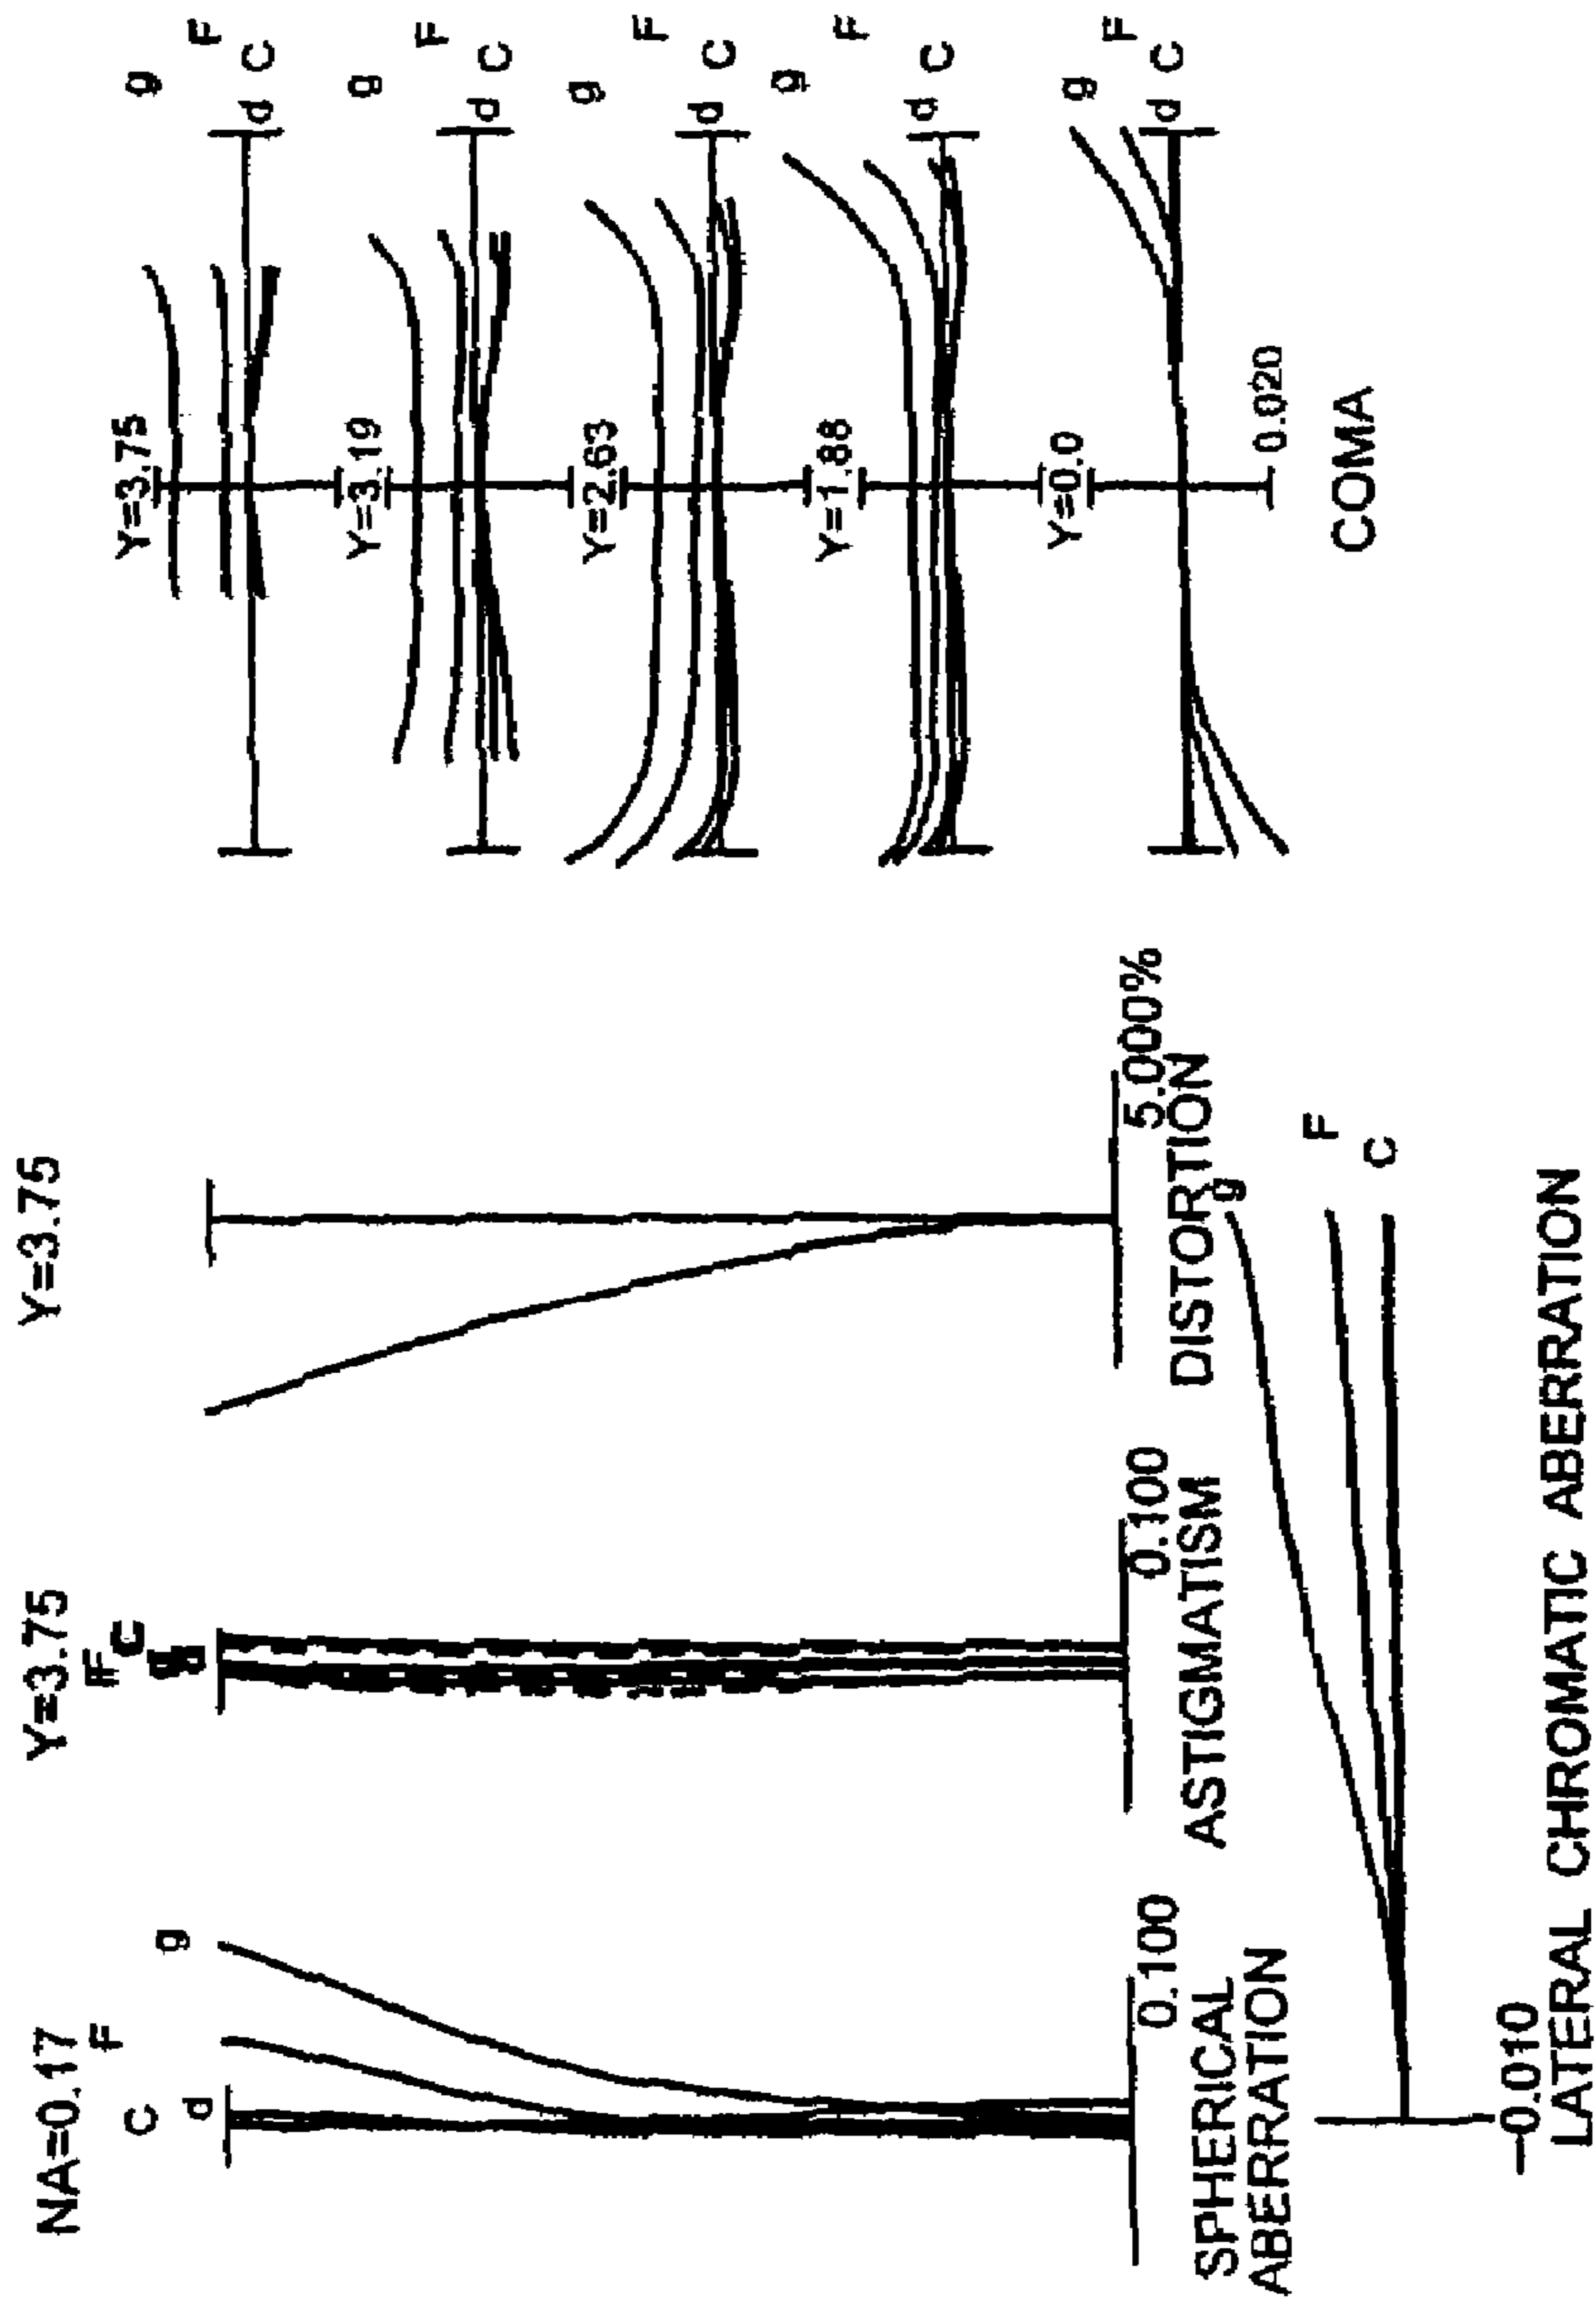 NA=0.17
C
F
d
g
0.100
SPHERICAL
ABERRATION
Y=3.75
F
C
g
d
0.100
ASTIGMATISM
Y=3.75
5.000%
DISTORTION
Y=3.75
g
F
d
C
Y=3.19
g
F
d
C
Y=2.63
g
F
d
C
Y=1.88
g
F
d
C
Y=0.0
g
F
d
C
0.020
COMA
g
F
C
0.010
LATERAL CHROMATIC ABERRATION